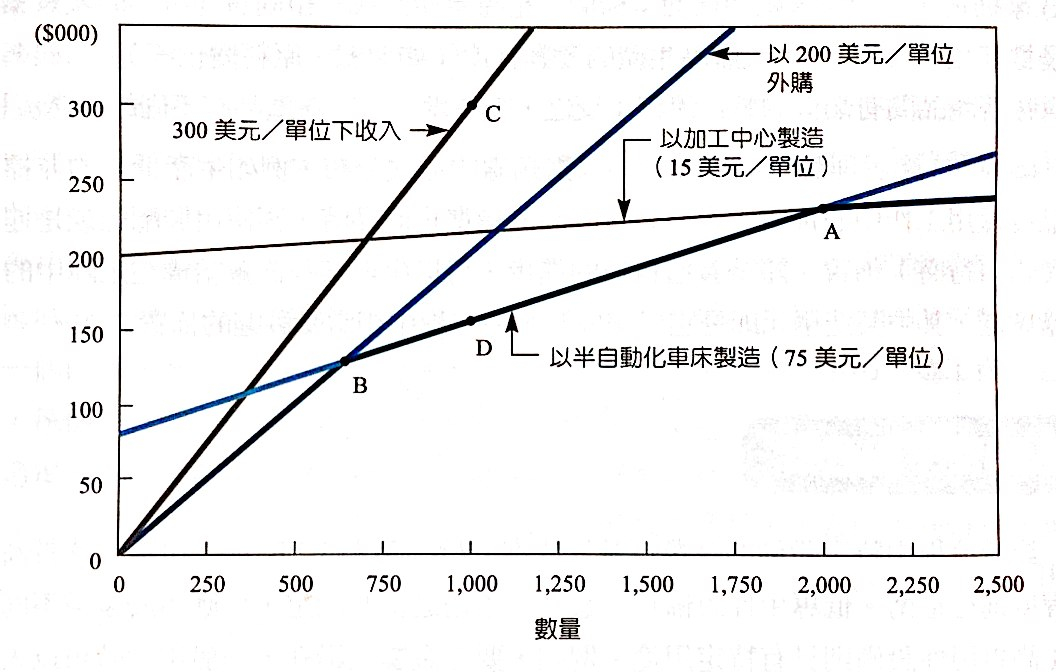 ($000)
300
250
200
150
100
50
0
300 美元／單位下收入
C
以 200 美元／單位
外購
以加工中心製造
（15 美元／單位）
A
D
B
以半自動化車床製造（75 美元／單位）
0 250 500 750 1,000 1,250 1,500 1,750 2,000 2,250 2,500
數量